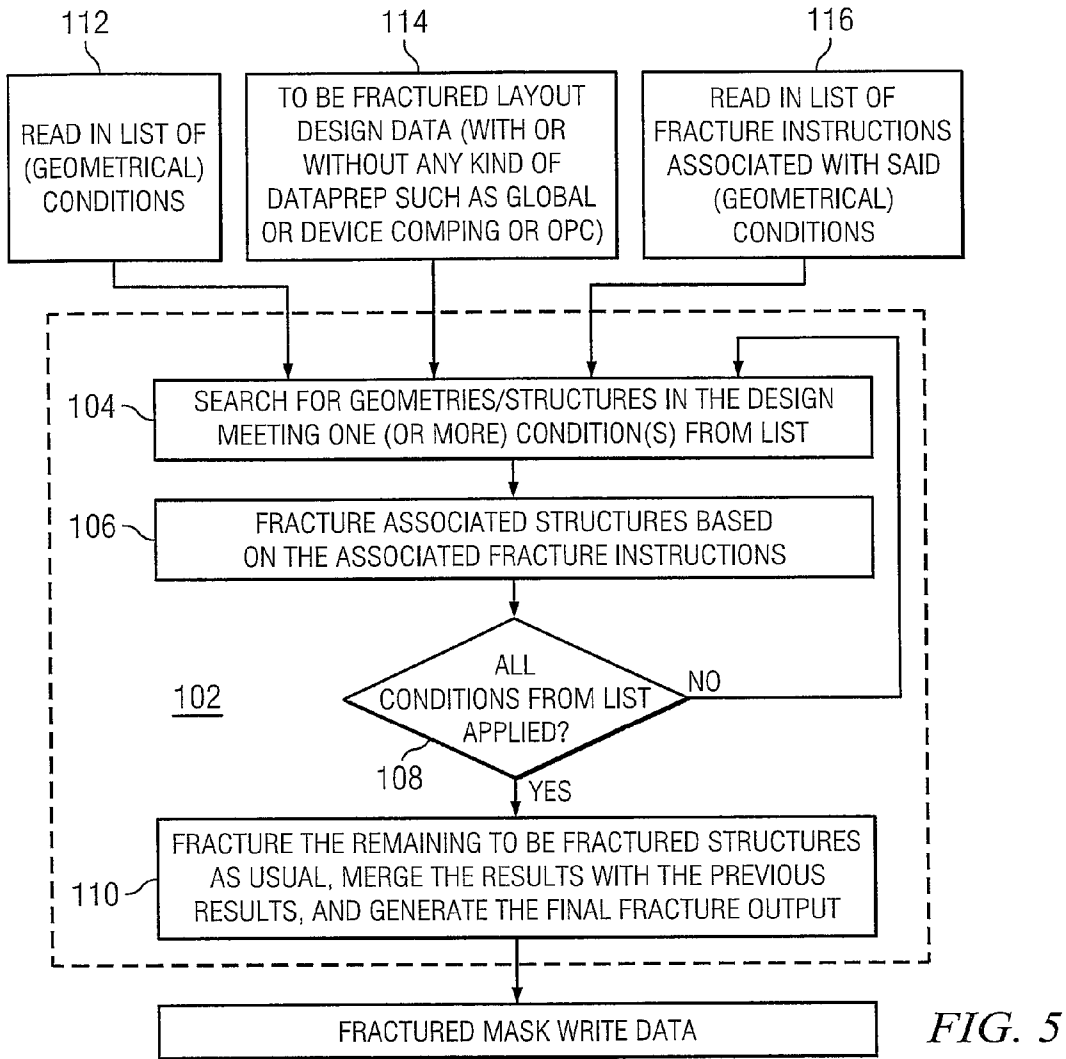 112
114
116
READ IN LIST OF
(GEOMETRICAL)
CONDITIONS
TO BE FRACTURED LAYOUT
DESIGN DATA (WITH OR
WITHOUT ANY KIND OF
DATAPREP SUCH AS GLOBAL
OR DEVICE COMPING OR OPC)
READ IN LIST OF
FRACTURE INSTRUCTIONS
ASSOCIATED WITH SAID
(GEOMETRICAL)
CONDITIONS
104
SEARCH FOR GEOMETRIES/STRUCTURES IN THE DESIGN
MEETING ONE (OR MORE) CONDITION(S) FROM LIST
106
FRACTURE ASSOCIATED STRUCTURES BASED
ON THE ASSOCIATED FRACTURE INSTRUCTIONS
102
ALL
CONDITIONS FROM LIST
APPLIED?
NO
108
YES
110
FRACTURE THE REMAINING TO BE FRACTURED STRUCTURES
AS USUAL, MERGE THE RESULTS WITH THE PREVIOUS
RESULTS, AND GENERATE THE FINAL FRACTURE OUTPUT
FRACTURED MASK WRITE DATA
FIG. 5